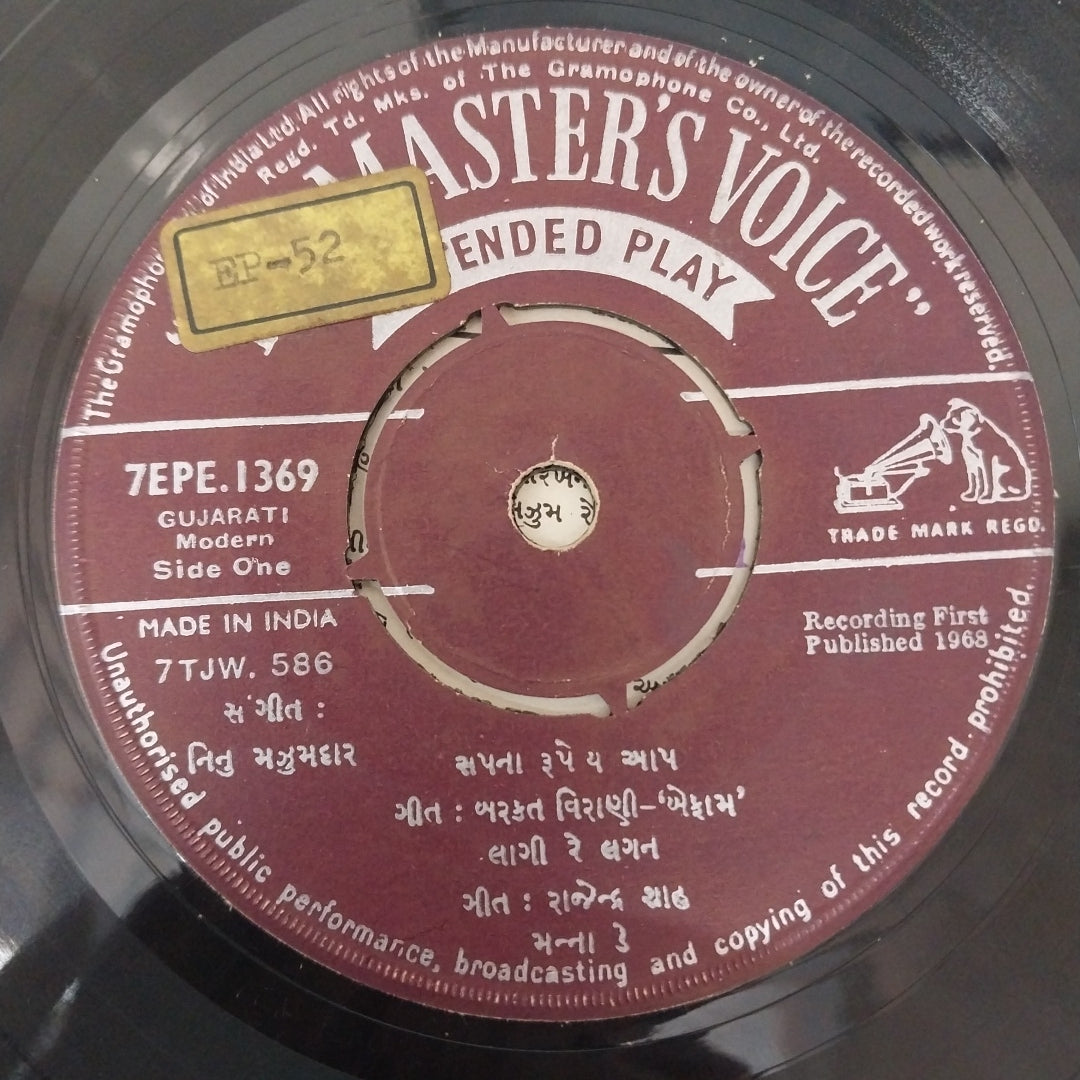 The Gramophone of India Ltd. All rights of the Manufacturer and of the owner of the recorded work reserved.
Regd. Td. Mks. of The Gramophone Co., Ltd.
MASTER'S VOICE"
ENDED PLAY
EP-52
7EPE.1369
GUJARATI
Modern
Side One
TRADE MARK REGD.
MADE IN INDIA
7TJW. 586
Recording First
Published 1968
સંગીત :
નિનુ મઝુમદાર
સપના રૂપે ય આપ
ગીત : બરકત વિરાણી-‘બેફામ’
લાગી રે લગન
ગીત : રાજેન્દ્ર શાહ
મન્ના ડે
Unauthorised public performance, broadcasting and copying of this record prohibited.